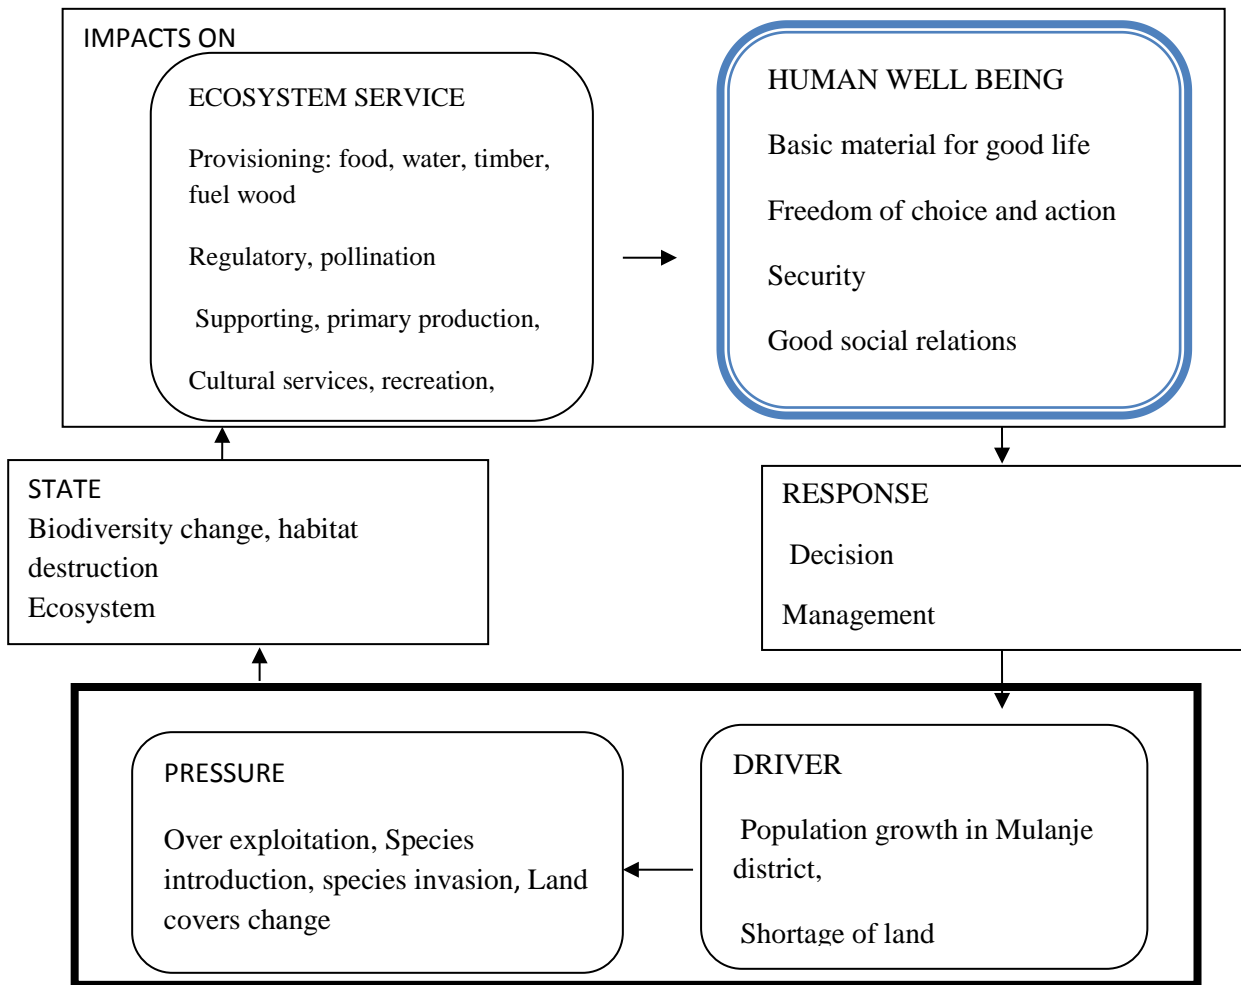 IMPACTS ON
ECOSYSTEM SERVICE
Provisioning: food, water, timber,
fuel wood
Regulatory, pollination
Supporting, primary production,
Cultural services, recreation,
HUMAN WELL BEING
Basic material for good life
Freedom of choice and action
Security
Good social relations
STATE
Biodiversity change, habitat
destruction
Ecosystem
RESPONSE
Decision
Management
PRESSURE
Over exploitation, Species
introduction, species invasion, Land
covers change
DRIVER
Population growth in Mulanje
district,
Shortage of land